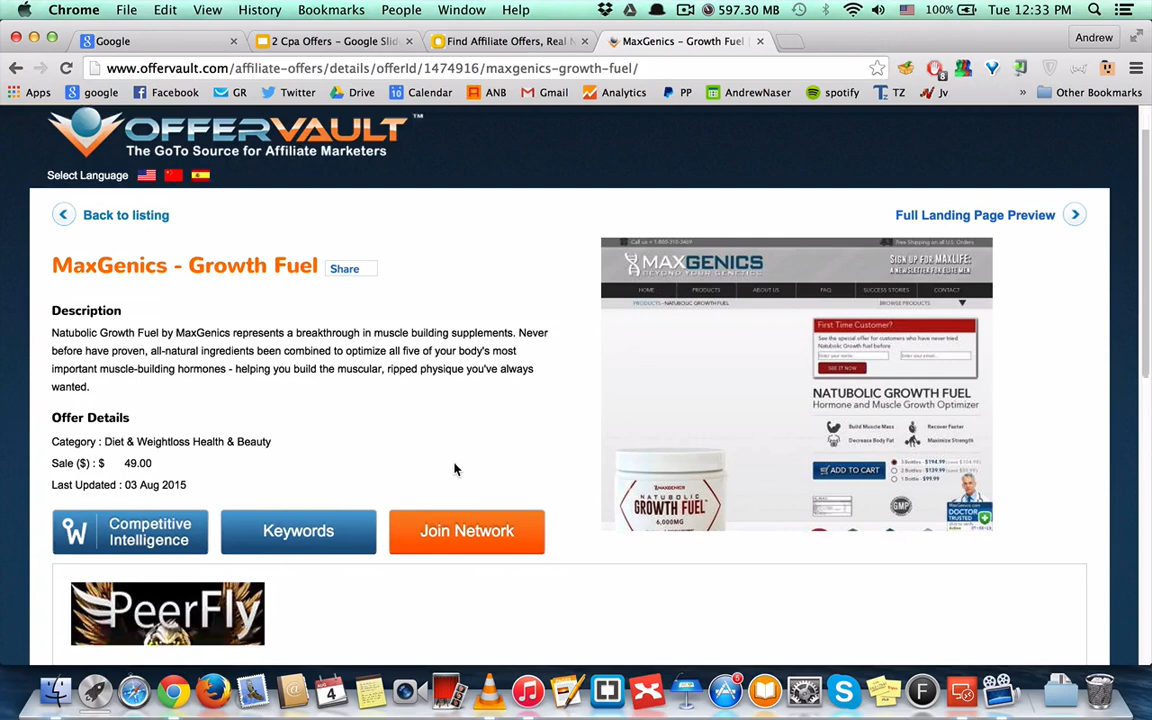 Chrome File Edit View History Bookmarks People Window Help 597.30 MB 100% Tue 12:33 PM
Google
2 Cpa Offers – Google Slid
Find Affiliate Offers, Real N
MaxGenics – Growth Fuel
Andrew
www.offervault.com/affiliate-offers/details/offerId/1474916/maxgenics-growth-fuel/
8
Apps google Facebook GR Twitter Drive 10 Calendar ANB Gmail Analytics PP AndrewNaser spotify TZ Jv » Other Bookmarks
OFFERVAULT™
The GoTo Source for Affiliate Marketers
Select Language
Back to listing
Full Landing Page Preview
MaxGenics - Growth Fuel Share
Description
Natubolic Growth Fuel by MaxGenics represents a breakthrough in muscle building supplements. Never
before have proven, all-natural ingredients been combined to optimize all five of your body's most
important muscle-building hormones - helping you build the muscular, ripped physique you've always
wanted.
Offer Details
Category : Diet & Weightloss Health & Beauty
Sale ($) : $ 49.00
Last Updated : 03 Aug 2015
Competitive
Intelligence
Keywords
Join Network
PeerFly
Free Shipping on all U.S. Orders
MAXGENICS
BEYOND YOUR GENETICS
SIGN UP FOR MAXLIFE:
A NEWSLETTER FOR ELITE MEN
HOME PRODUCTS ABOUT US FAQ SUCCESS STORIES CONTACT
PRODUCTS › NATUBOLIC GROWTH FUEL BROWSE PRODUCTS
First Time Customer?
See the special offer for customers who have never tried
Natubolic Growth Fuel before
Enter your name... Enter your email...
SEE IT NOW
NATUBOLIC GROWTH FUEL
Hormone and Muscle Growth Optimizer
Build Muscle Mass Recover Faster
Decrease Body Fat Maximize Strength
ADD TO CART
3 Bottles - $194.99
2 Bottles - $139.99
1 Bottle - $99.99
GMP
DOCTOR
TRUSTED
MAXGENICS
NATUBOLIC
GROWTH FUEL
6,000MG
4
5